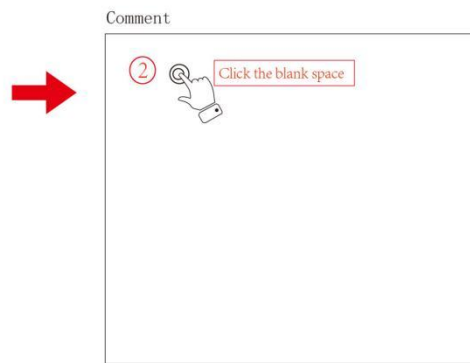 Comment
② Click the blank space